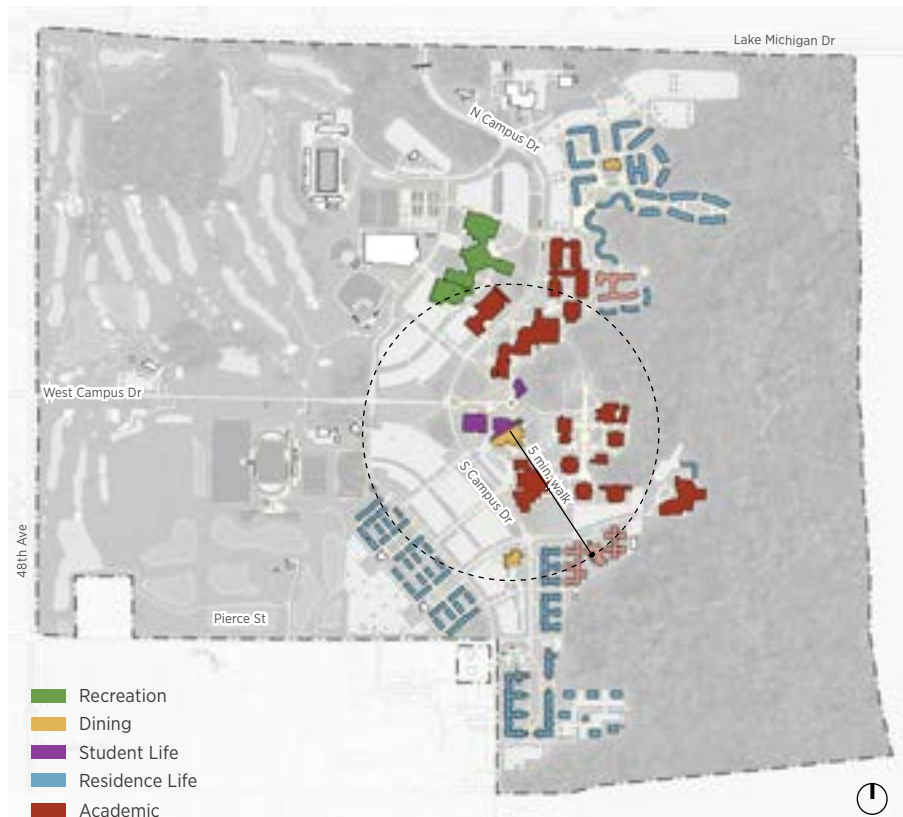 Lake Michigan Dr
N Campus Dr
West Campus Dr
5 min. walk
S Campus Dr
48th Ave
Pierce St
Recreation
Dining
Student Life
Residence Life
Academic